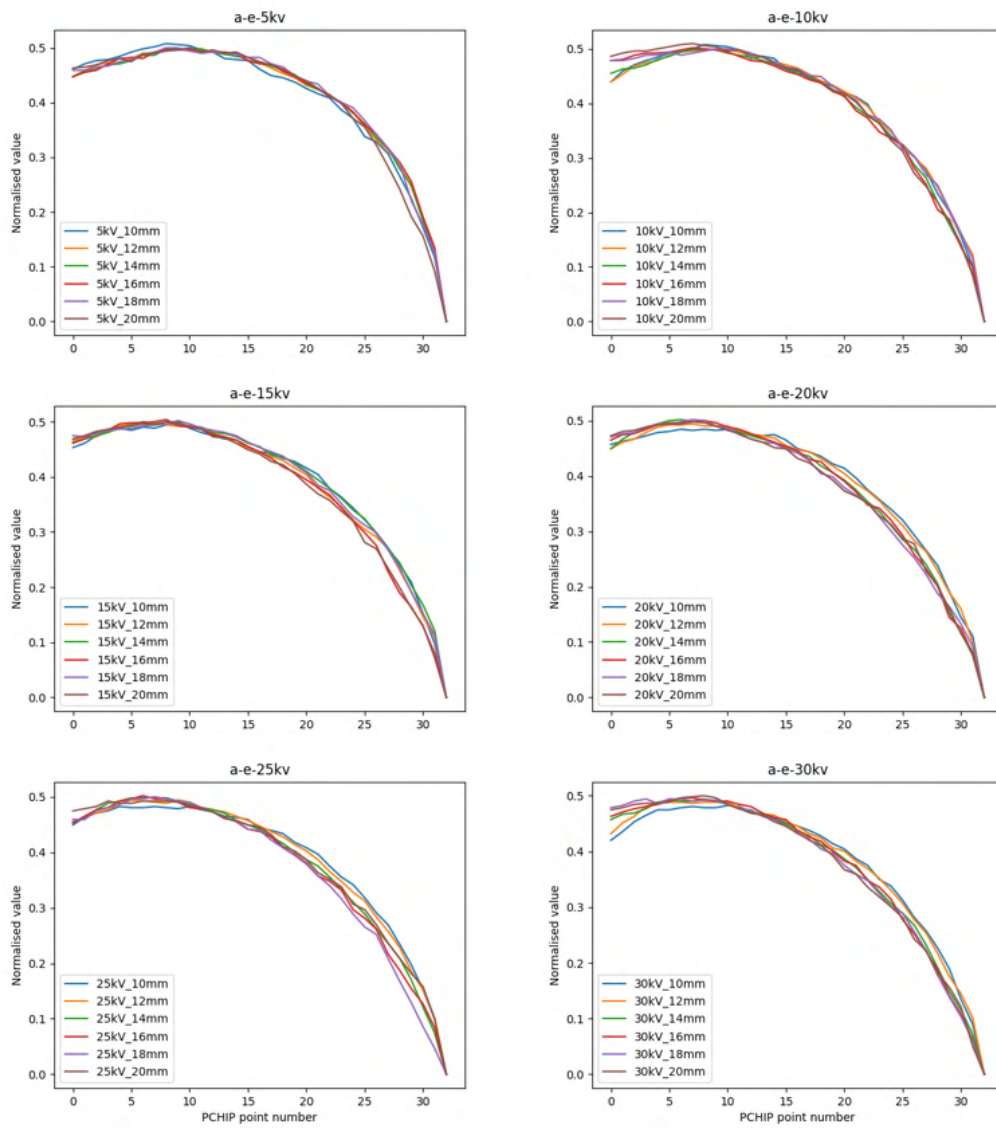 a-e-5kv
Normalised value
0.5
0.4
0.3
0.2
0.1
0.0
5kV_10mm
5kV_12mm
5kV_14mm
5kV_16mm
5kV_18mm
5kV_20mm
0 5 10 15 20 25 30
a-e-10kv
Normalised value
0.5
0.4
0.3
0.2
0.1
0.0
10kV_10mm
10kV_12mm
10kV_14mm
10kV_16mm
10kV_18mm
10kV_20mm
0 5 10 15 20 25 30
a-e-15kv
Normalised value
0.5
0.4
0.3
0.2
0.1
0.0
15kV_10mm
15kV_12mm
15kV_14mm
15kV_16mm
15kV_18mm
15kV_20mm
0 5 10 15 20 25 30
a-e-20kv
Normalised value
0.5
0.4
0.3
0.2
0.1
0.0
20kV_10mm
20kV_12mm
20kV_14mm
20kV_16mm
20kV_18mm
20kV_20mm
0 5 10 15 20 25 30
a-e-25kv
Normalised value
0.5
0.4
0.3
0.2
0.1
0.0
25kV_10mm
25kV_12mm
25kV_14mm
25kV_16mm
25kV_18mm
25kV_20mm
0 5 10 15 20 25 30
PCHIP point number
a-e-30kv
Normalised value
0.5
0.4
0.3
0.2
0.1
0.0
30kV_10mm
30kV_12mm
30kV_14mm
30kV_16mm
30kV_18mm
30kV_20mm
0 5 10 15 20 25 30
PCHIP point number